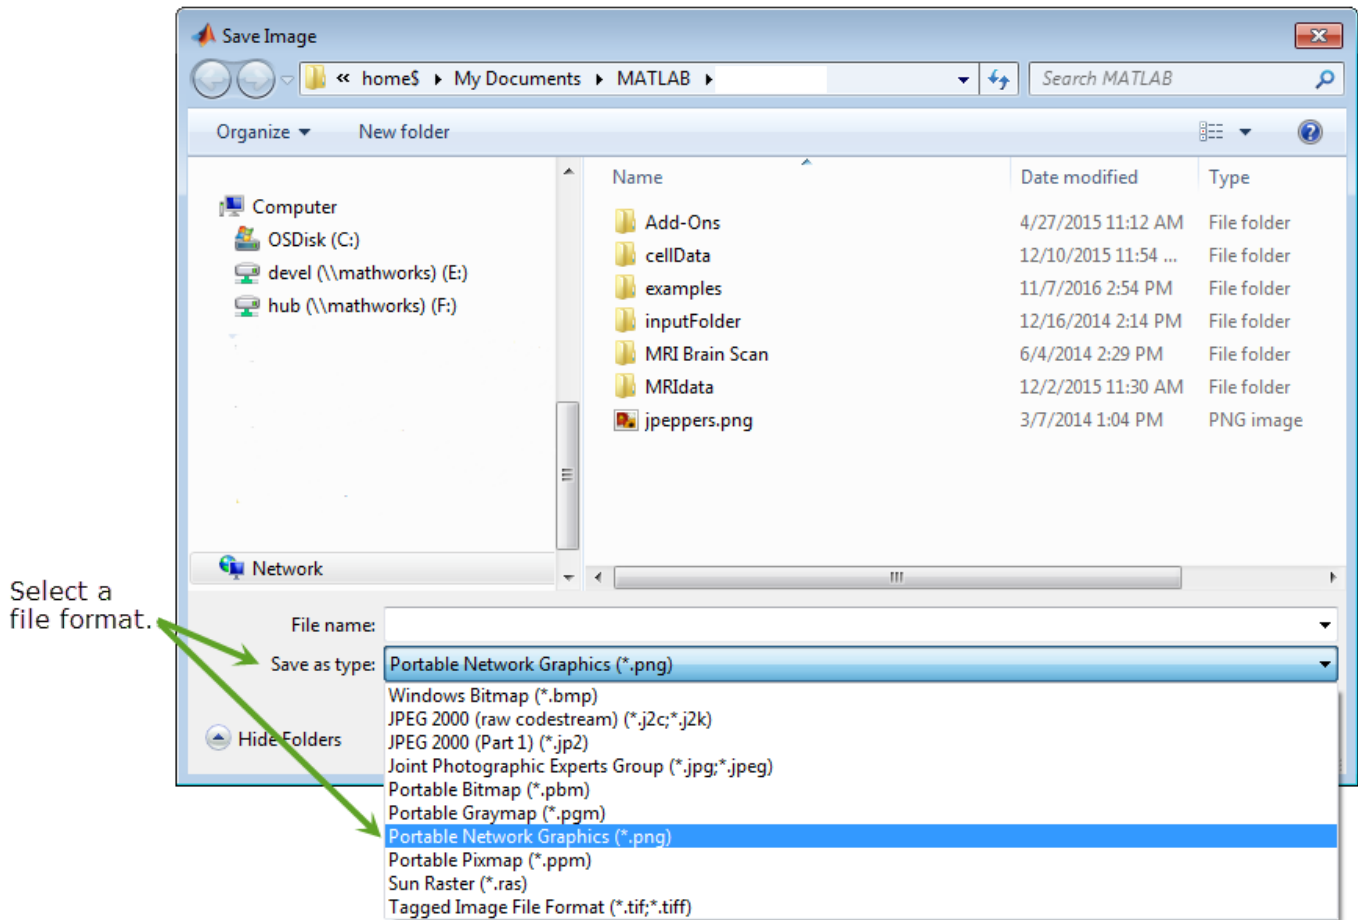 Save Image
« home$ ▸ My Documents ▸ MATLAB ▸
Search MATLAB
Organize
New folder
Computer
OSDisk (C:)
devel (\\mathworks) (E:)
hub (\\mathworks) (F:)
Network
Name Date modified Type
Add-Ons 4/27/2015 11:12 AM File folder
cellData 12/10/2015 11:54 ... File folder
examples 11/7/2016 2:54 PM File folder
inputFolder 12/16/2014 2:14 PM File folder
MRI Brain Scan 6/4/2014 2:29 PM File folder
MRIdata 12/2/2015 11:30 AM File folder
jpeppers.png 3/7/2014 1:04 PM PNG image
Select a
file format.
File name:
Save as type: Portable Network Graphics (*.png)
Windows Bitmap (*.bmp)
JPEG 2000 (raw codestream) (*.j2c;*.j2k)
JPEG 2000 (Part 1) (*.jp2)
Joint Photographic Experts Group (*.jpg;*.jpeg)
Portable Bitmap (*.pbm)
Portable Graymap (*.pgm)
Portable Network Graphics (*.png)
Portable Pixmap (*.ppm)
Sun Raster (*.ras)
Tagged Image File Format (*.tif;*.tiff)
Hide Folders